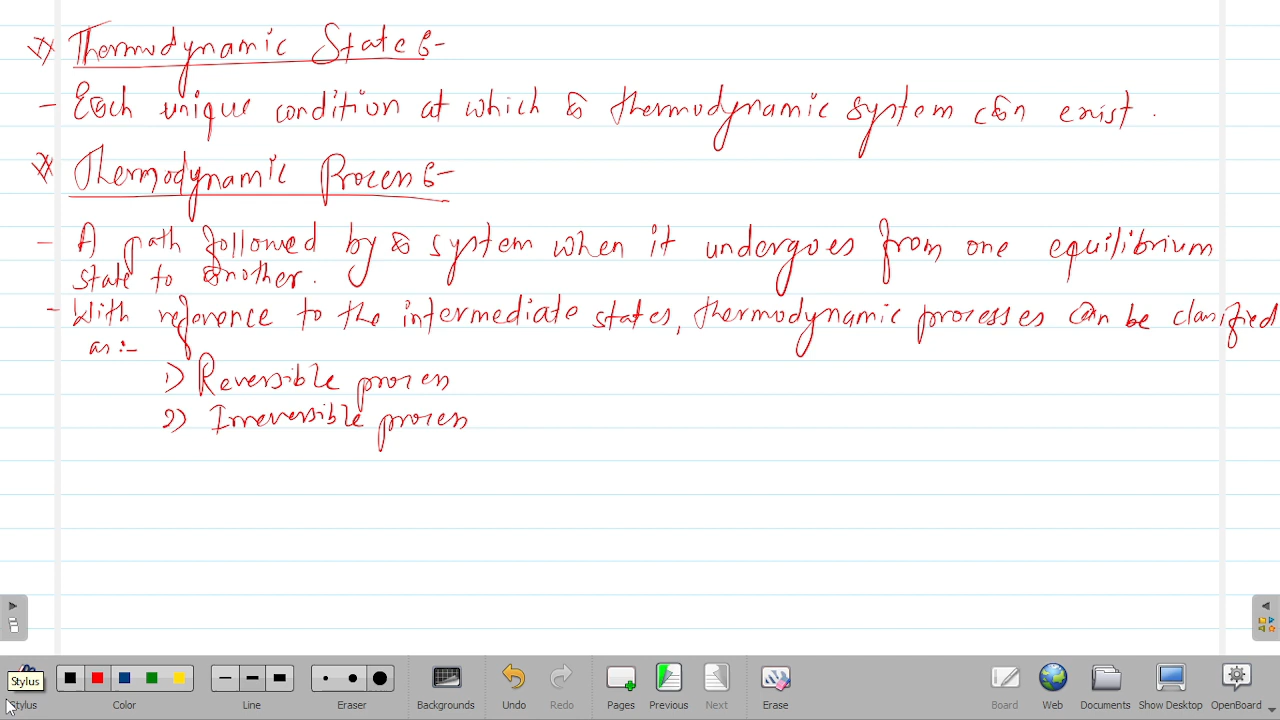 Thermodynamic State :-
- Each unique condition at which a thermodynamic system can exist.
Thermodynamic Process :-
- A path followed by a system when it undergoes from one equilibrium
state to another.
- With reference to the intermediate states, thermodynamic processes can be classified
as :-
1) Reversible process
2) Irreversible process
Stylus
Stylus Color Line Eraser Backgrounds Undo Redo Pages Previous Next Erase Board Web Documents Show Desktop OpenBoard